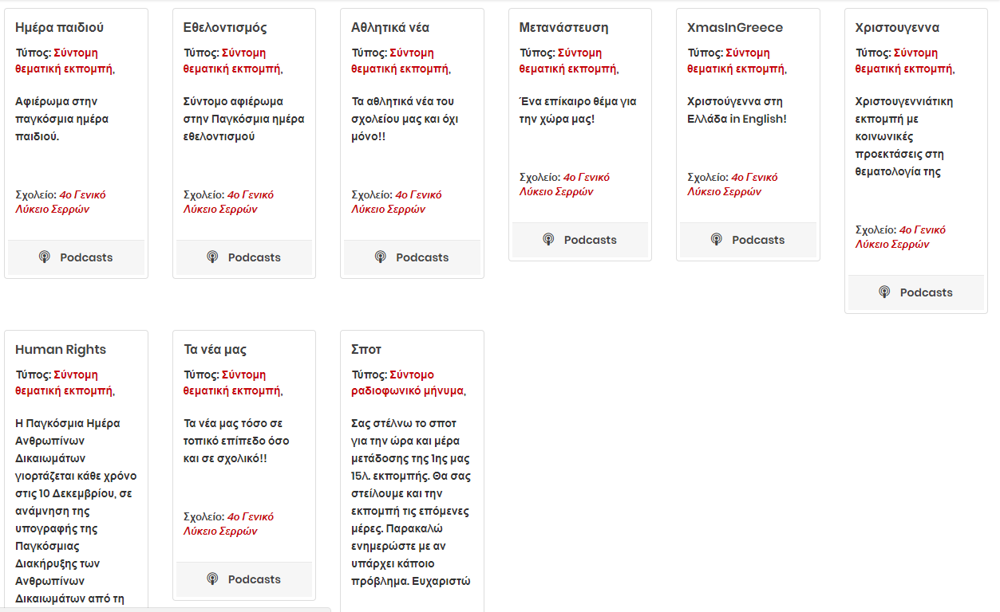 Ημέρα παιδιού
Τύπος: Σύντομη
θεματική εκπομπή,
Αφιέρωμα στην
παγκόσμια ημέρα
παιδιού.
Σχολείο: 4ο Γενικό
Λύκειο Σερρών
Podcasts
Εθελοντισμός
Τύπος: Σύντομη
θεματική εκπομπή,
Σύντομο αφιέρωμα
στην Παγκόσμια ημέρα
εθελοντισμού
Σχολείο: 4ο Γενικό
Λύκειο Σερρών
Podcasts
Αθλητικά νέα
Τύπος: Σύντομη
θεματική εκπομπή,
Τα αθλητικά νέα του
σχολείου μας και όχι
μόνο!!
Σχολείο: 4ο Γενικό
Λύκειο Σερρών
Podcasts
Μετανάστευση
Τύπος: Σύντομη
θεματική εκπομπή,
Ένα επίκαιρο θέμα για
την χώρα μας!
Σχολείο: 4ο Γενικό
Λύκειο Σερρών
Podcasts
XmasInGreece
Τύπος: Σύντομη
θεματική εκπομπή,
Χριστούγεννα στη
Ελλάδα in English!
Σχολείο: 4ο Γενικό
Λύκειο Σερρών
Podcasts
Χριστουγεννα
Τύπος: Σύντομη
θεματική εκπομπή,
Χριστουγεννιάτικη
εκπομπή με
κοινωνικές
προεκτάσεις στη
θεματολογία της
Σχολείο: 4ο Γενικό
Λύκειο Σερρών
Podcasts
Human Rights
Τύπος: Σύντομη
θεματική εκπομπή,
Η Παγκόσμια Ημέρα
Ανθρωπίνων
Δικαιωμάτων
γιορτάζεται κάθε χρόνο
στις 10 Δεκεμβρίου, σε
ανάμνηση της
υπογραφής της
Παγκόσμιας
Διακήρυξης των
Ανθρωπίνων
Δικαιωμάτων από τη
Τα νέα μας
Τύπος: Σύντομη
θεματική εκπομπή,
Τα νέα μας τόσο σε
τοπικό επίπεδο όσο
και σε σχολικό!!
Σχολείο: 4ο Γενικό
Λύκειο Σερρών
Podcasts
Σποτ
Τύπος: Σύντομο
ραδιοφωνικό μήνυμα,
Σας στέλνω το σποτ
για την ώρα και μέρα
μετάδοσης της 1ης μας
15λ. εκπομπής. Θα σας
στείλουμε και την
εκπομπή τις επόμενες
μέρες. Παρακαλώ
ενημερώστε με αν
υπάρχει κάποιο
πρόβλημα. Ευχαριστώ